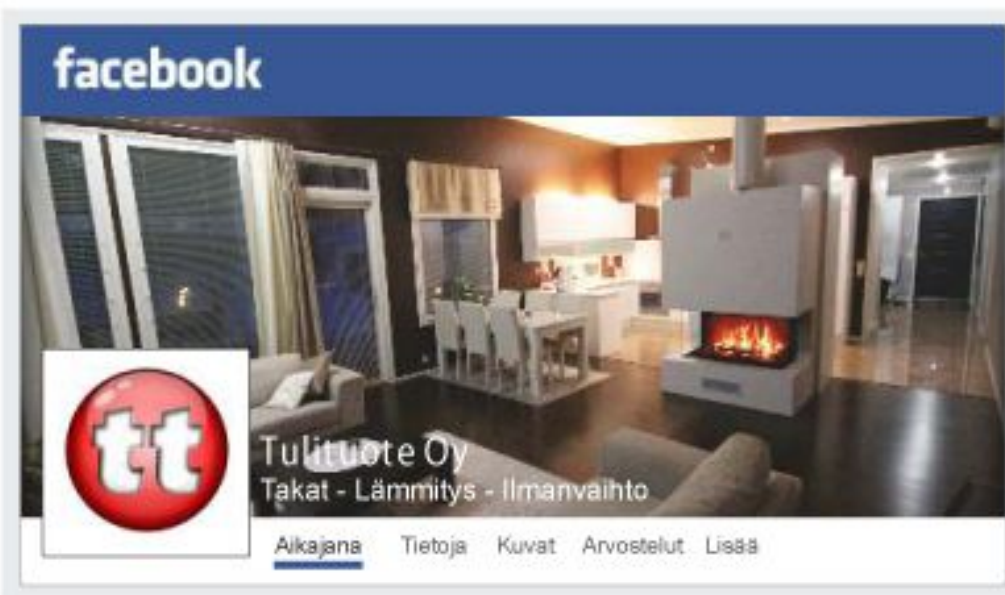 facebook
tt
Tulituote Oy
Takat - Lämmitys - Ilmanvaihto
Aikajana Tietoja Kuvat Arvostelut Lisää